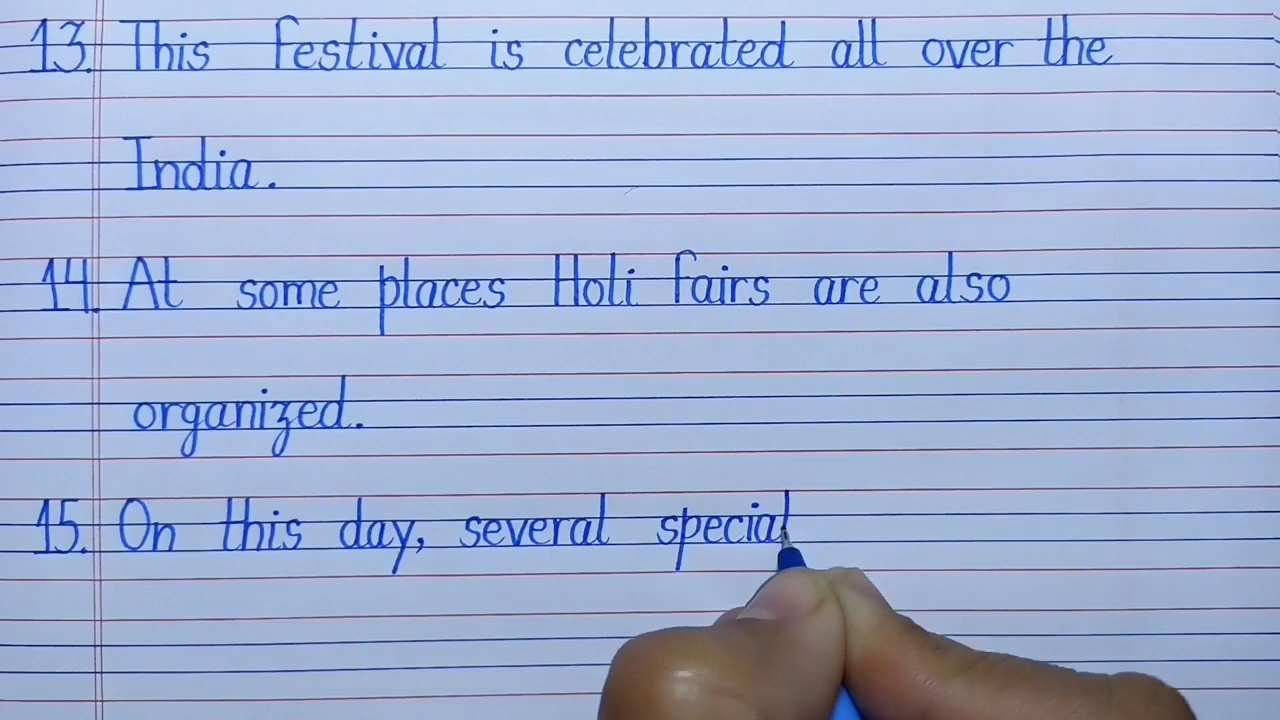 13. This festival is celebrated all over the
India.
14. At some places Holi fairs are also
organized.
15. On this day, several special